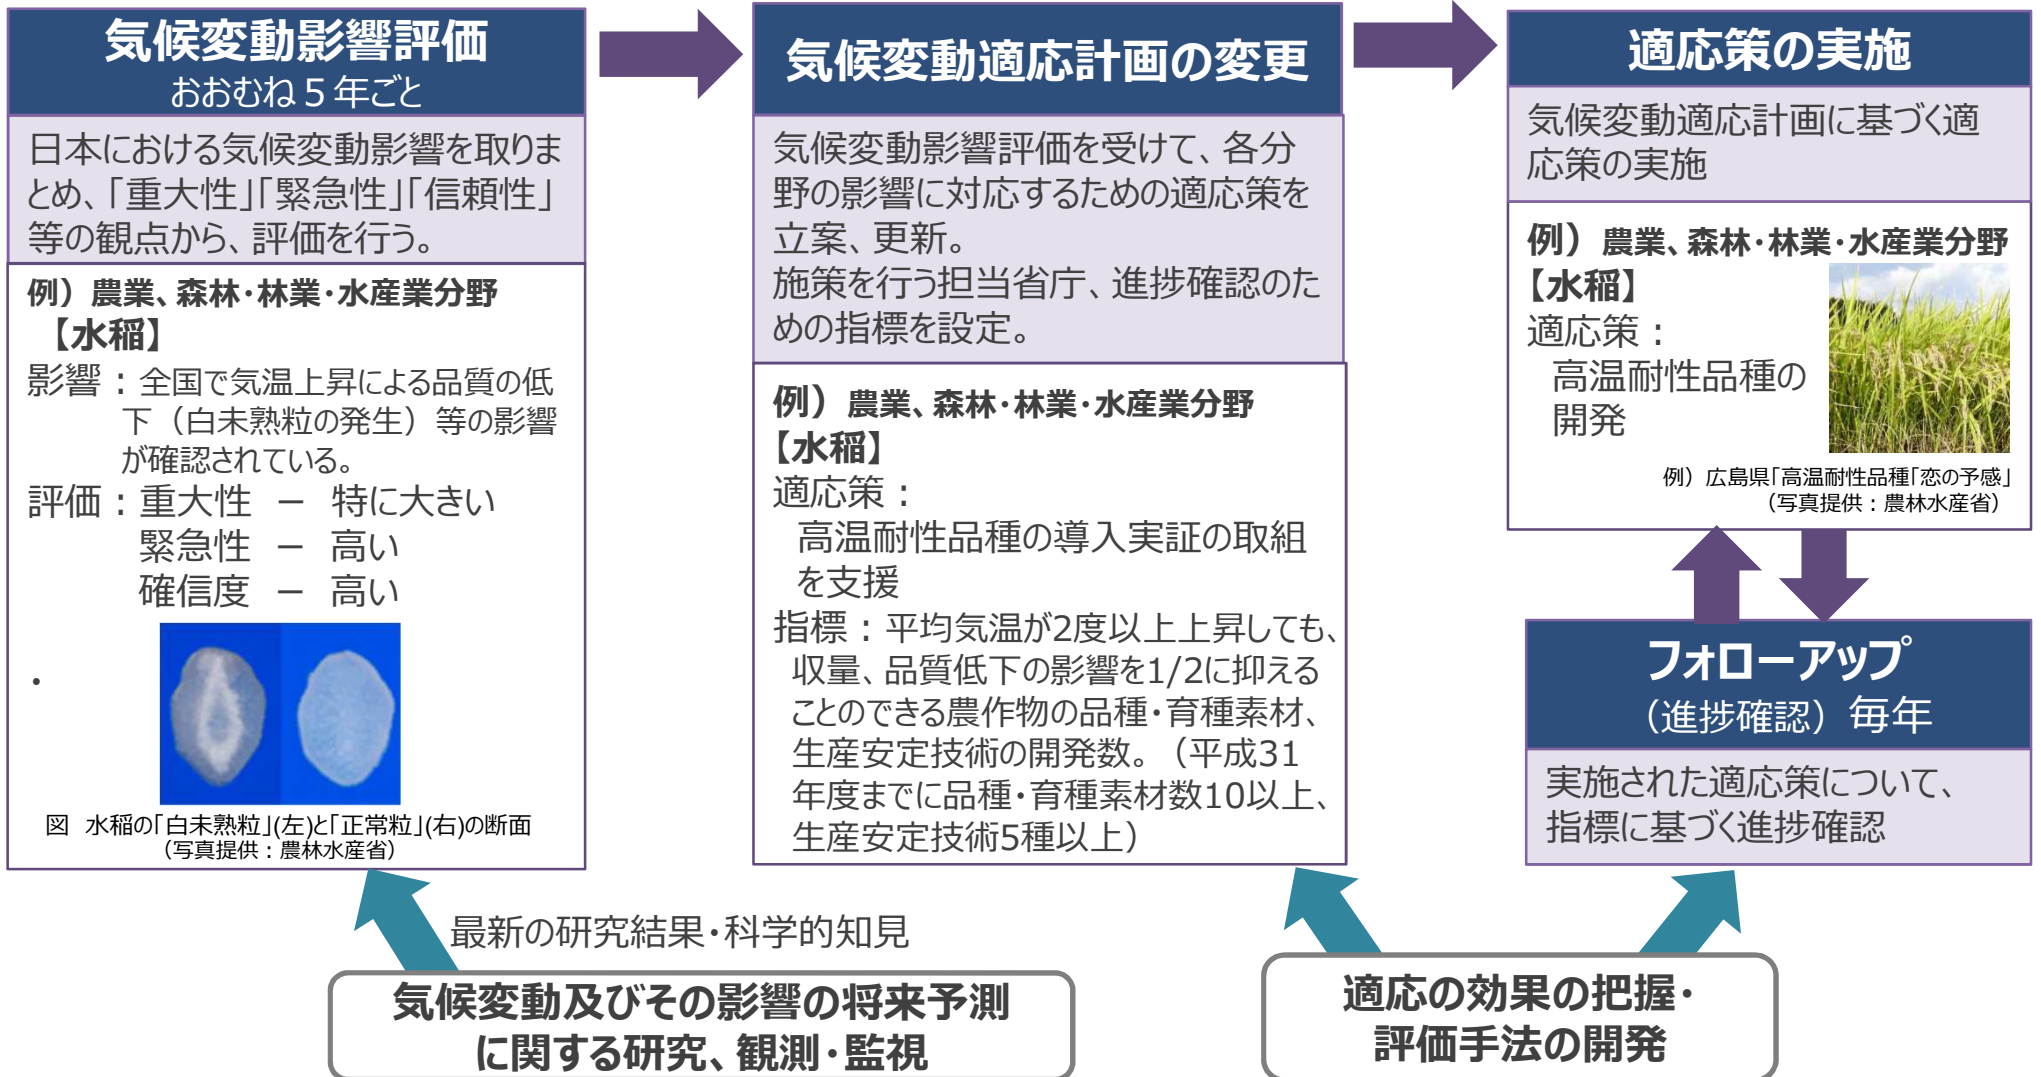 気候変動影響評価
おおむね5年ごと
日本における気候変動影響を取りま
とめ、「重大性」「緊急性」「信頼性」
等の観点から、評価を行う。
例）農業、森林・林業・水産業分野
【水稲】
影響：全国で気温上昇による品質の低
下（白未熟粒の発生）等の影響
が確認されている。
評価：重大性 － 特に大きい
緊急性 － 高い
確信度 － 高い
・
図 水稲の「白未熟粒」(左)と「正常粒」(右)の断面
（写真提供：農林水産省）
気候変動適応計画の変更
気候変動影響評価を受けて、各分
野の影響に対応するための適応策を
立案、更新。
施策を行う担当省庁、進捗確認のた
めの指標を設定。
例）農業、森林・林業・水産業分野
【水稲】
適応策：
高温耐性品種の導入実証の取組
を支援
指標：平均気温が2度以上上昇しても、
収量、品質低下の影響を1/2に抑える
ことのできる農作物の品種・育種素材、
生産安定技術の開発数。（平成31
年度までに品種・育種素材数10以上、
生産安定技術5種以上）
適応策の実施
気候変動適応計画に基づく適
応策の実施
例）農業、森林・林業・水産業分野
【水稲】
適応策：
高温耐性品種の
開発
例）広島県「高温耐性品種「恋の予感」
（写真提供：農林水産省）
フォローアップ
（進捗確認）毎年
実施された適応策について、
指標に基づく進捗確認
最新の研究結果・科学的知見
気候変動及びその影響の将来予測
に関する研究、観測・監視
適応の効果の把握・
評価手法の開発